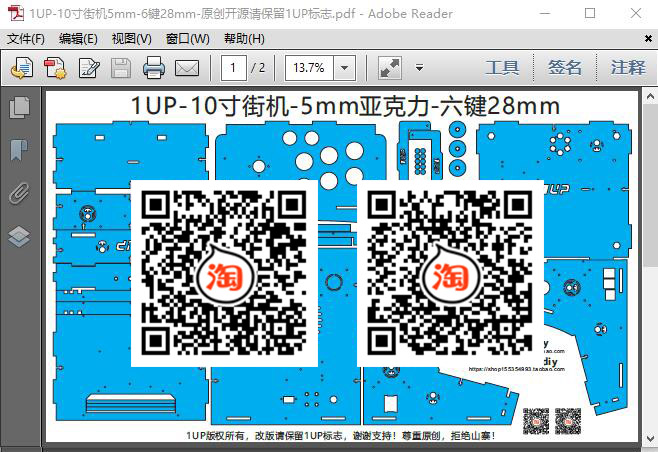 1UP-10寸街机5mm-6键28mm-原创开源请保留1UP标志.pdf - Adobe Reader
文件(F) 编辑(E) 视图(V) 窗口(W) 帮助(H)
1 / 2 13.7% 工具 签名 注释
1UP-10寸街机-5mm亚克力-六键28mm
1UP
淘 淘
diy
https://shop155354993.taobao.com
1UP版权所有，改版请保留1UP标志，谢谢支持！尊重原创，拒绝山寨！